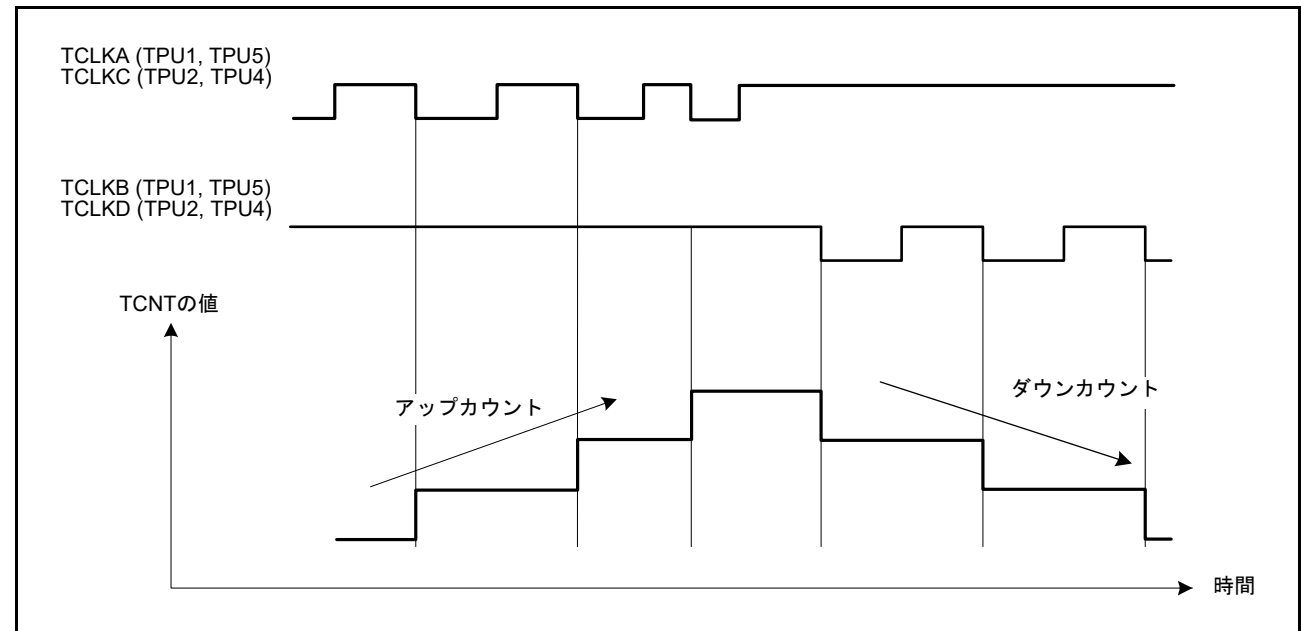 TCLKA (TPU1, TPU5)
TCLKC (TPU2, TPU4)
TCLKB (TPU1, TPU5)
TCLKD (TPU2, TPU4)
TCNTの値
アップカウント
ダウンカウント
時間